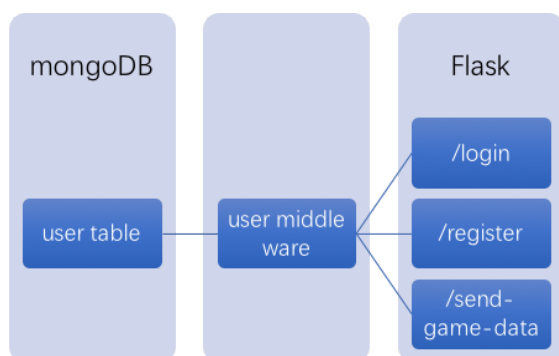 mongoDB
Flask
/login
user table
user middle
ware
/register
/send-
game-data